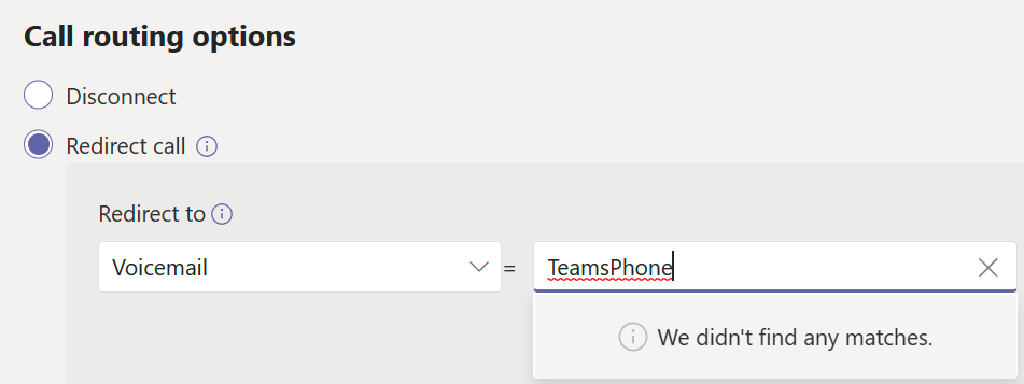 Call routing options
Disconnect
Redirect call
Redirect to
Voicemail = TeamsPhone
We didn't find any matches.